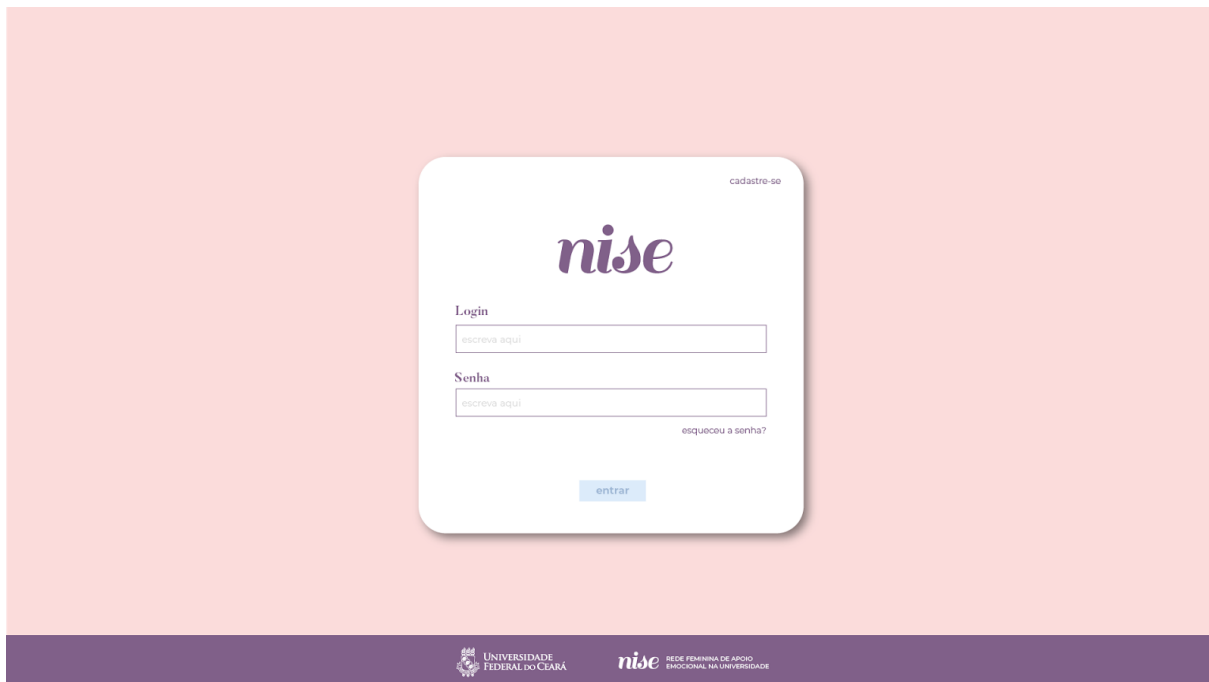 cadastre-se
nise
Login
escreva aqui
Senha
escreva aqui
esqueceu a senha?
entrar
UNIVERSIDADE
FEDERAL DO CEARÁ
nise
REDE FEMININA DE APOIO
EMOCIONAL NA UNIVERSIDADE